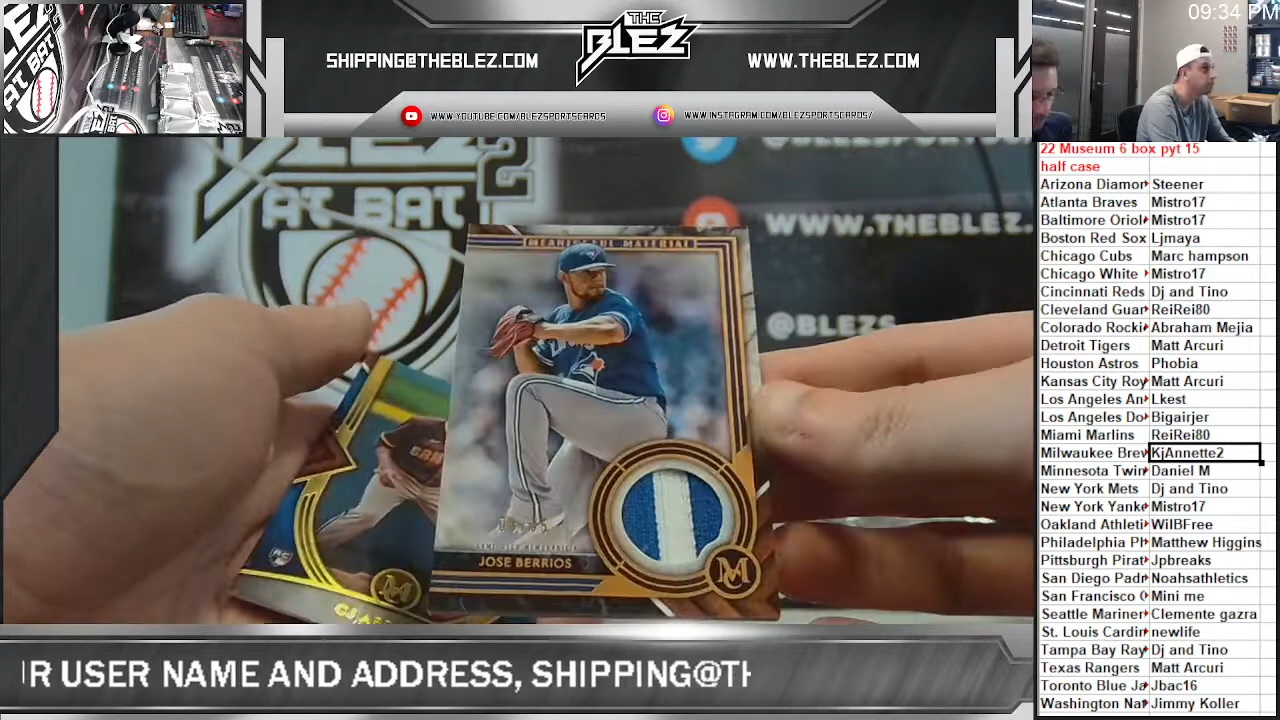 09:34 PM
THE
BLEZ
SHIPPING@THEBLEZ.COM
WWW.THEBLEZ.COM
WWW.YOUTUBE.COM/BLEZSPORTSCARDS
WWW.INSTAGRAM.COM/BLEZSPORTSCARDS/
22 Museum 6 box pyt 15
half case
Arizona Diamon Steener
Atlanta Braves Mistro17
Baltimore Oriol Mistro17
Boston Red Sox Ljmaya
Chicago Cubs Marc hampson
Chicago White Mistro17
Cincinnati Reds Dj and Tino
Cleveland Guar ReiRei80
Colorado Rocki Abraham Mejia
Detroit Tigers Matt Arcuri
Houston Astros Phobia
Kansas City Roy Matt Arcuri
Los Angeles An Lkest
Los Angeles Do Bigairjer
Miami Marlins ReiRei80
Milwaukee Brev KjAnnette2
Minnesota Twin Daniel M
New York Mets Dj and Tino
New York Yanke Mistro17
Oakland Athleti WilBFree
Philadelphia Ph Matthew Higgins
Pittsburgh Pirat Jpbreaks
San Diego Padr Noahsathletics
San Francisco G Mini me
Seattle Mariner Clemente gazra
St. Louis Cardin newlife
Tampa Bay Ray Dj and Tino
Texas Rangers Matt Arcuri
Toronto Blue Ja Jbac16
Washington Nat Jimmy Koller
2
AT BAT
WWW.THEBLEZ.
@BLEZS
MEANINGFUL MATERIAL
JOSE BERRIOS
M
RC
M
R USER NAME AND ADDRESS, SHIPPING@TH